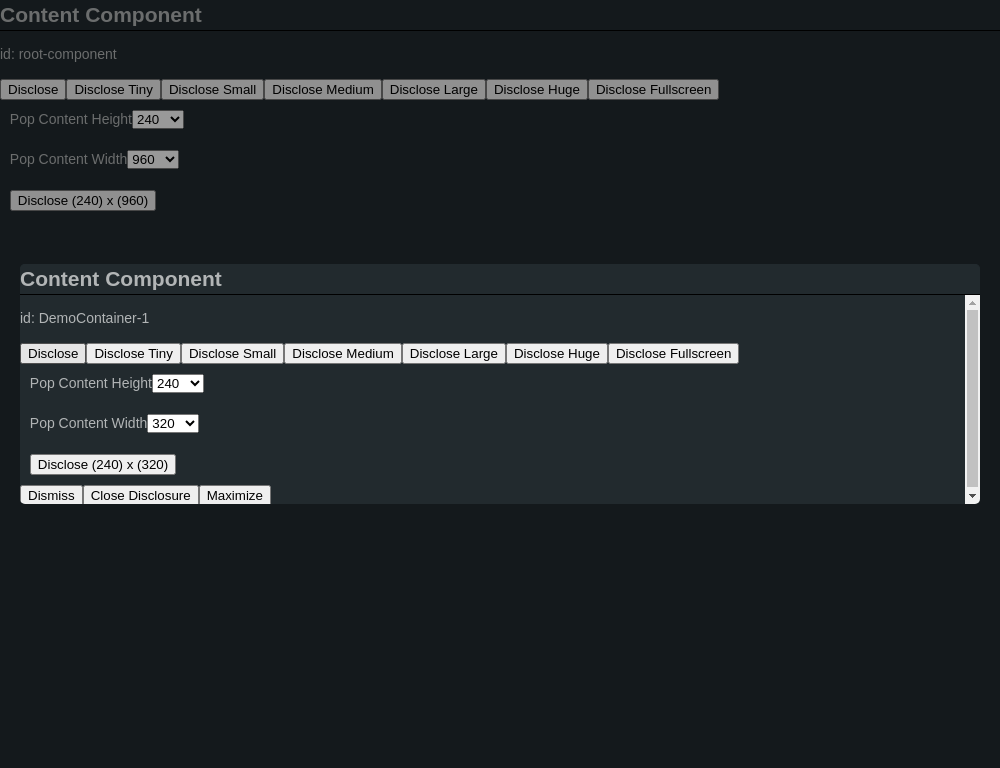 Content Component
id: root-component
Disclose Disclose Tiny Disclose Small Disclose Medium Disclose Large Disclose Huge Disclose Fullscreen
Pop Content Height 240
Pop Content Width 960
Disclose (240) x (960)
Content Component
id: DemoContainer-1
Disclose Disclose Tiny Disclose Small Disclose Medium Disclose Large Disclose Huge Disclose Fullscreen
Pop Content Height 240
Pop Content Width 320
Disclose (240) x (320)
Dismiss Close Disclosure Maximize